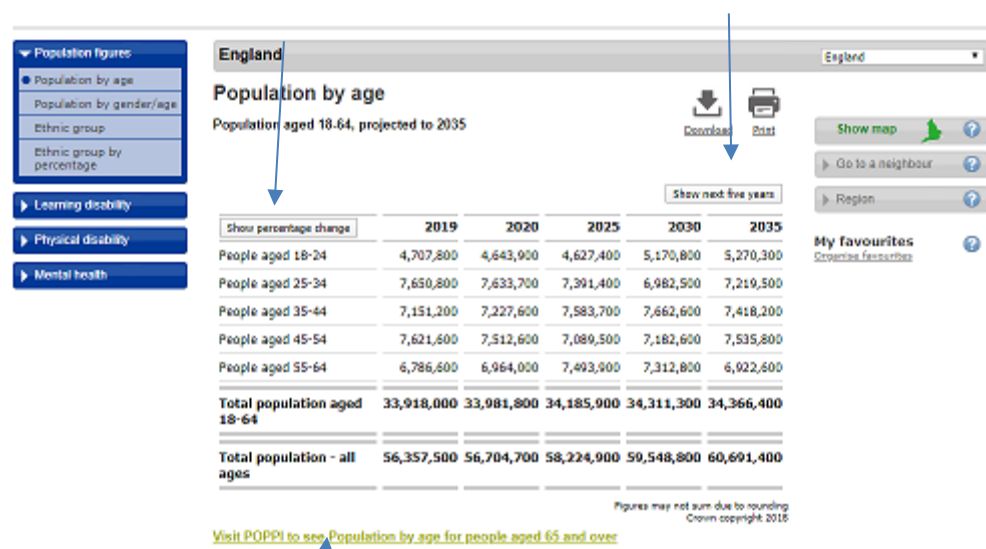 Population figures
Population by age
Population by gender/age
Ethnic group
Ethnic group by
percentage
Learning disability
Physical disability
Mental health
England
England
Population by age
Population aged 18-64, projected to 2035
Download Print
Show map
Go to a neighbour
Region
My favourites
Organise favourites
Show next five years
Show percentage change 2019 2020 2025 2030 2035
People aged 18-24 4,707,800 4,643,900 4,627,400 5,170,800 5,270,300
People aged 25-34 7,650,800 7,633,700 7,391,400 6,982,500 7,219,500
People aged 35-44 7,151,200 7,227,600 7,583,700 7,662,600 7,418,200
People aged 45-54 7,621,600 7,512,600 7,089,500 7,182,600 7,535,800
People aged 55-64 6,786,600 6,964,000 7,493,900 7,312,800 6,922,600
Total population aged 33,918,000 33,981,800 34,185,900 34,311,300 34,366,400
18-64
Total population - all 56,357,500 56,704,700 58,224,900 59,548,800 60,691,400
ages
Figures may not sum due to rounding
Crown copyright 2018
Visit POPPI to see Population by age for people aged 65 and over